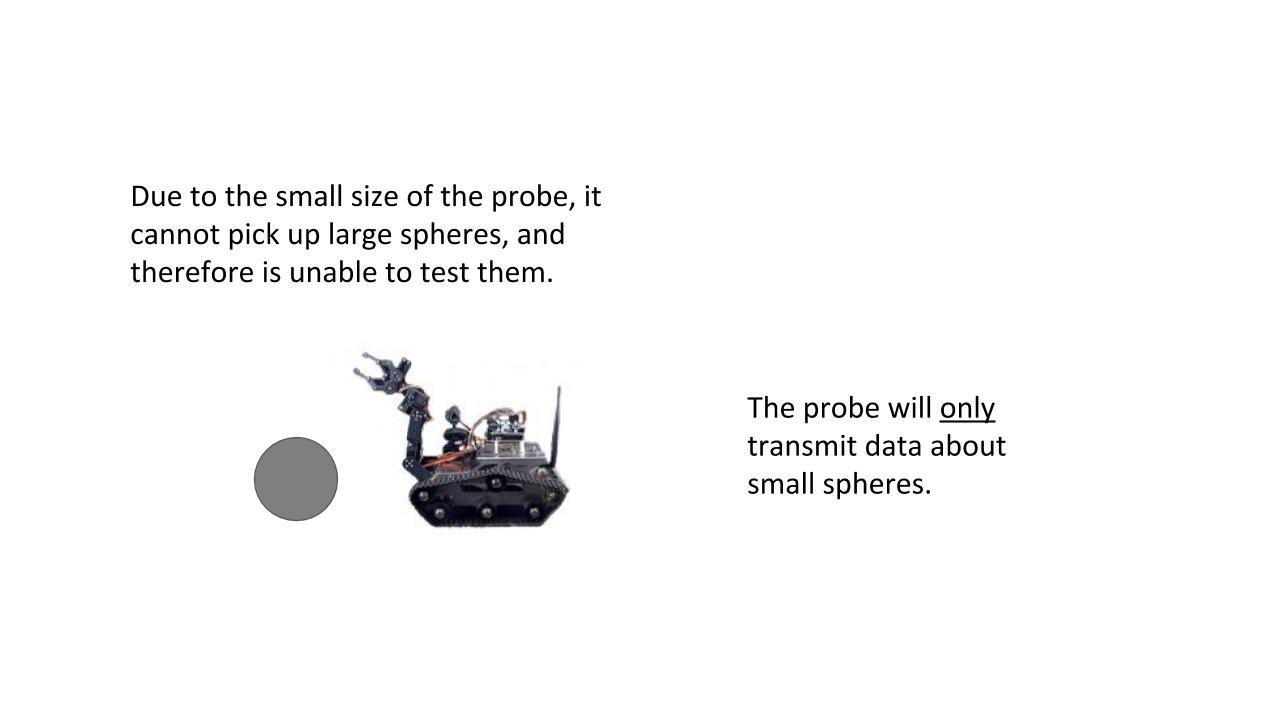 Due to the small size of the probe, it
cannot pick up large spheres, and
therefore is unable to test them.
The probe will only
transmit data about
small spheres.